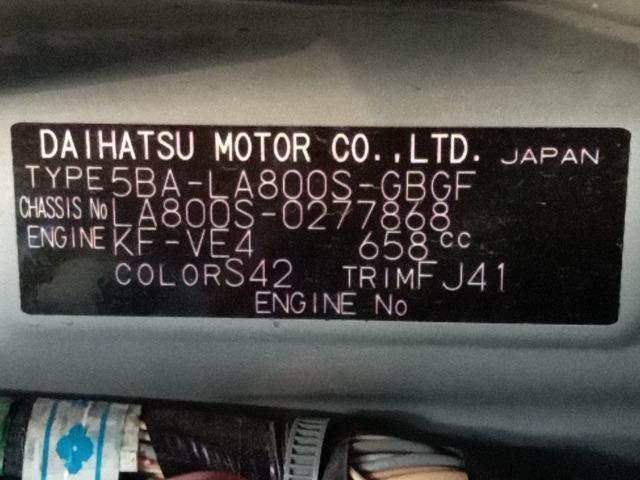 DAIHATSU MOTOR CO.,LTD. JAPAN
TYPE 5BA-LA800S-GBGF
CHASSIS No LA800S-0277868
ENGINE KF-VE4 658cc
COLOR S42 TRIM FJ41
ENGINE No